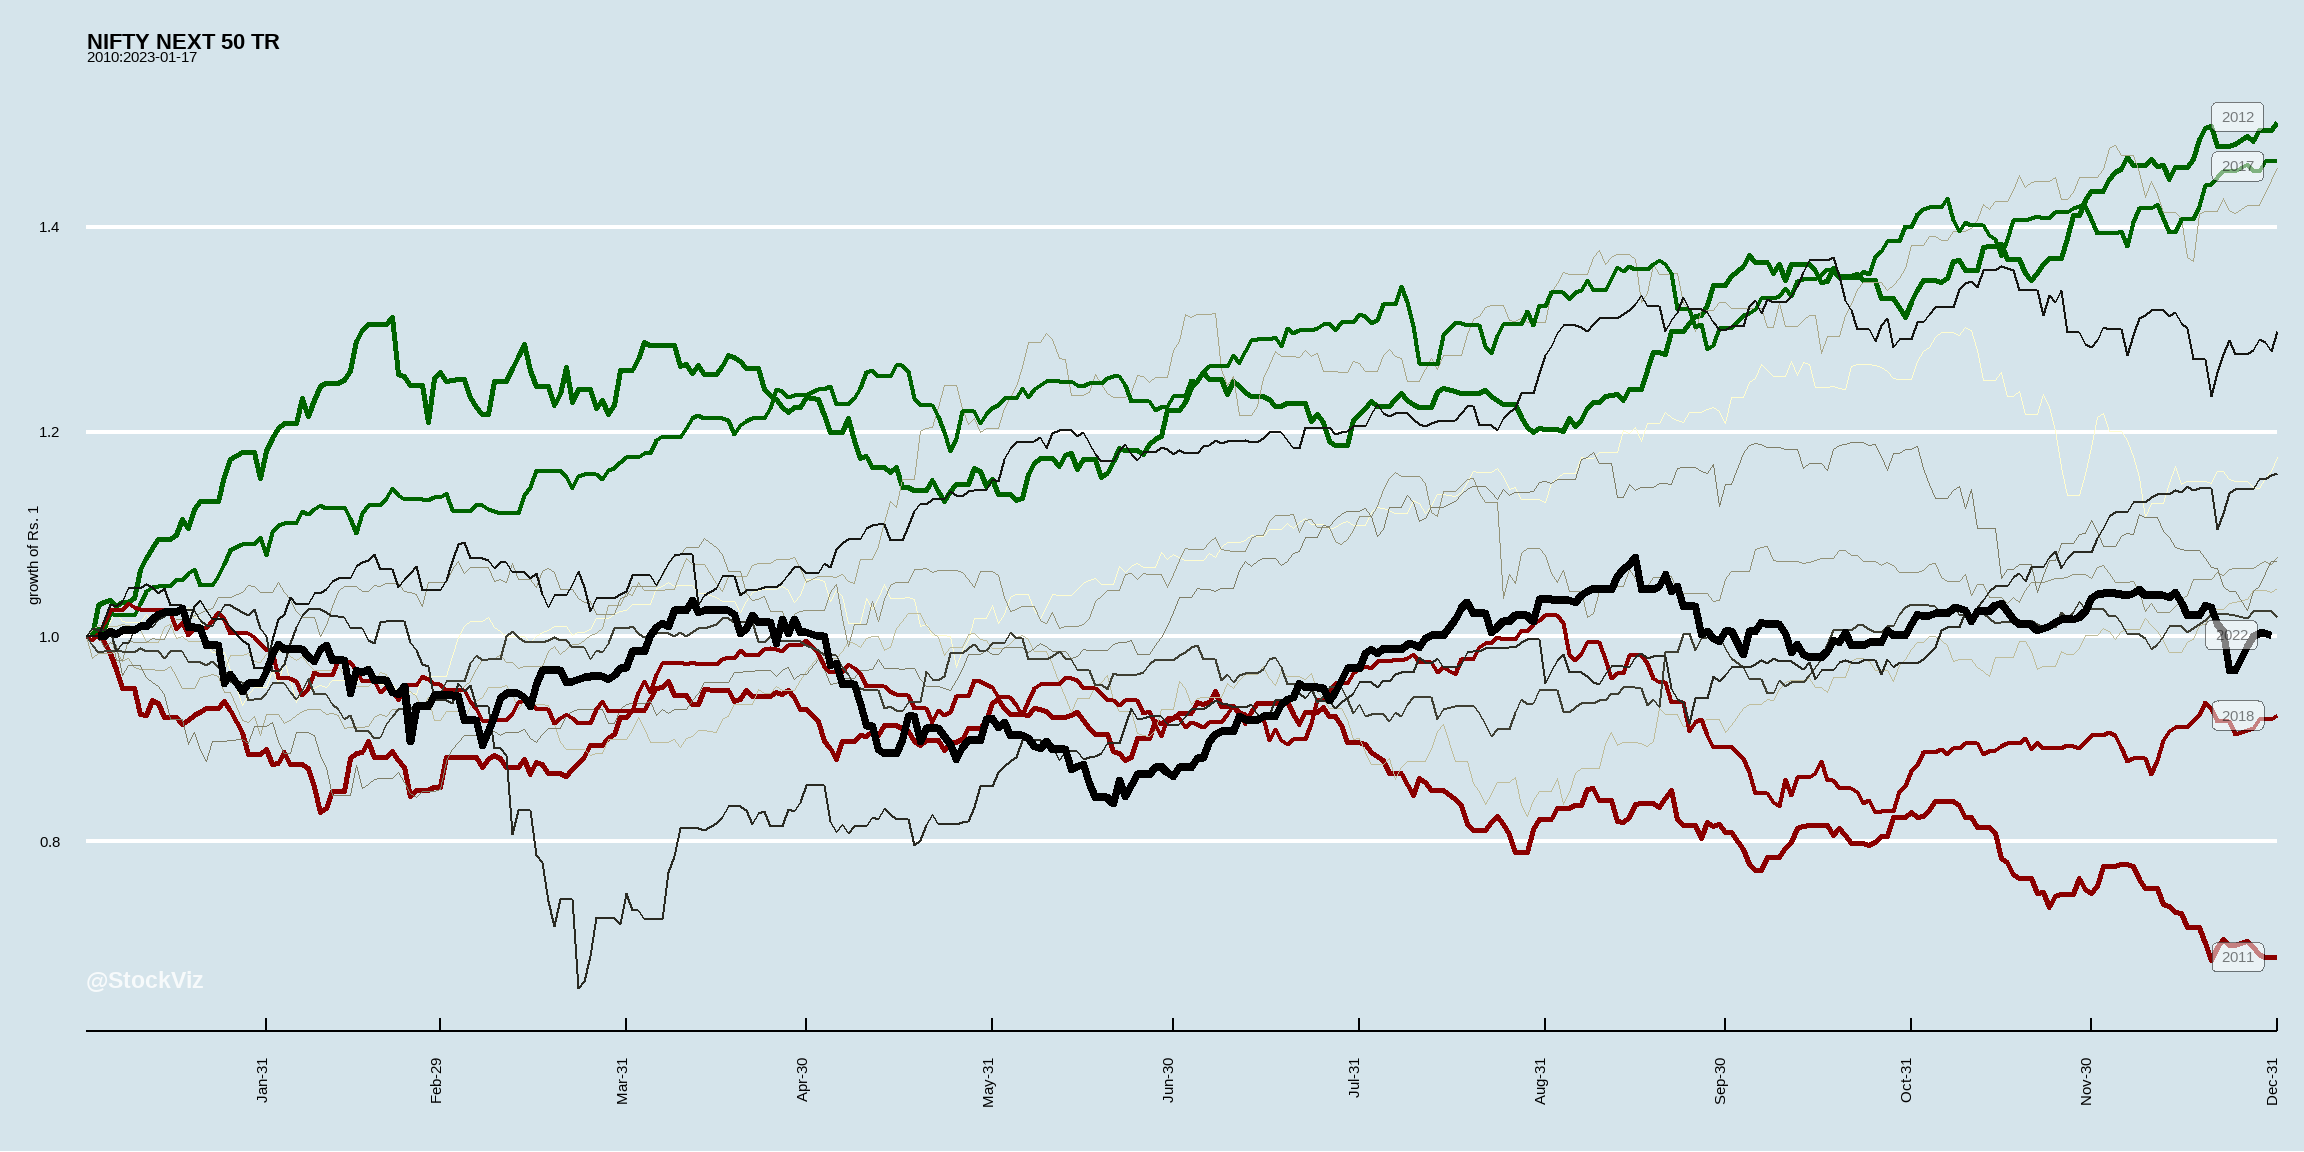 NIFTY NEXT 50 TR
2010:2023-01-17
growth of Rs. 1
1.4
1.2
1.0
0.8
2012
2017
2022
2018
2011
@StockViz
Jan-31
Feb-29
Mar-31
Apr-30
May-31
Jun-30
Jul-31
Aug-31
Sep-30
Oct-31
Nov-30
Dec-31